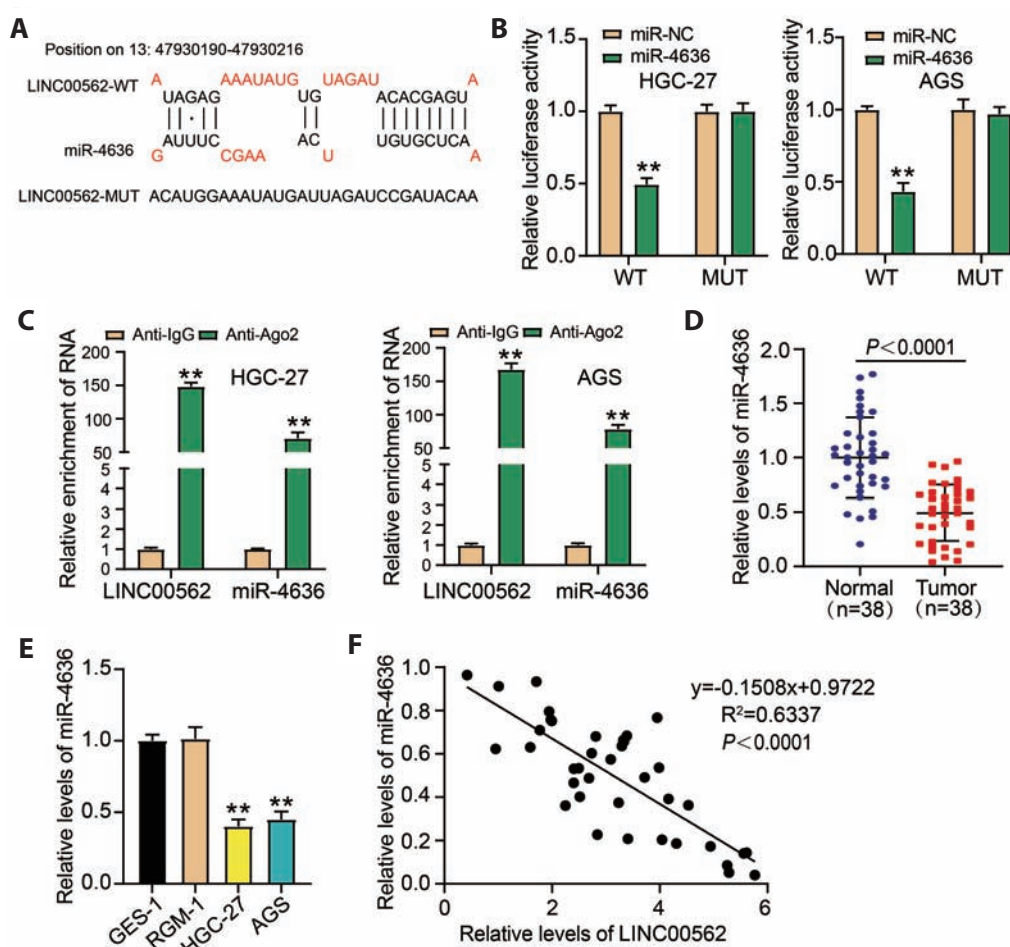 A
Position on 13: 47930190-47930216
A AAAUAUG UAGAU A
LINC00562-WT
UAGAG UG ACACGAGU
AUUUC AC UGUGCUCA
miR-4636
G CGAA U A
LINC00562-MUT ACAUGGAAAUAUGAUUAGAUCCGAUACAA
B
miR-NC
miR-4636
HGC-27
Relative luciferase activity
1.5
1.0
0.5
0.0
**
WT MUT
miR-NC
miR-4636
AGS
Relative luciferase activity
1.5
1.0
0.5
0.0
**
WT MUT
C
Anti-IgG Anti-Ago2
HGC-27
Relative enrichment of RNA
200
150
100
50
5
4
3
2
1
0
**
**
LINC00562 miR-4636
Anti-IgG Anti-Ago2
AGS
Relative enrichment of RNA
200
150
100
50
5
4
3
2
1
0
**
**
LINC00562 miR-4636
D
P<0.0001
Relative levels of miR-4636
2.0
1.5
1.0
0.5
0.0
Normal Tumor
(n=38) (n=38)
E
Relative levels of miR-4636
1.5
1.0
0.5
0.0
** **
GES-1 RGM-1 HGC-27 AGS
F
Relative levels of miR-4636
1.0
0.8
0.6
0.4
0.2
0.0
y=-0.1508x+0.9722
R²=0.6337
P<0.0001
0 2 4 6
Relative levels of LINC00562